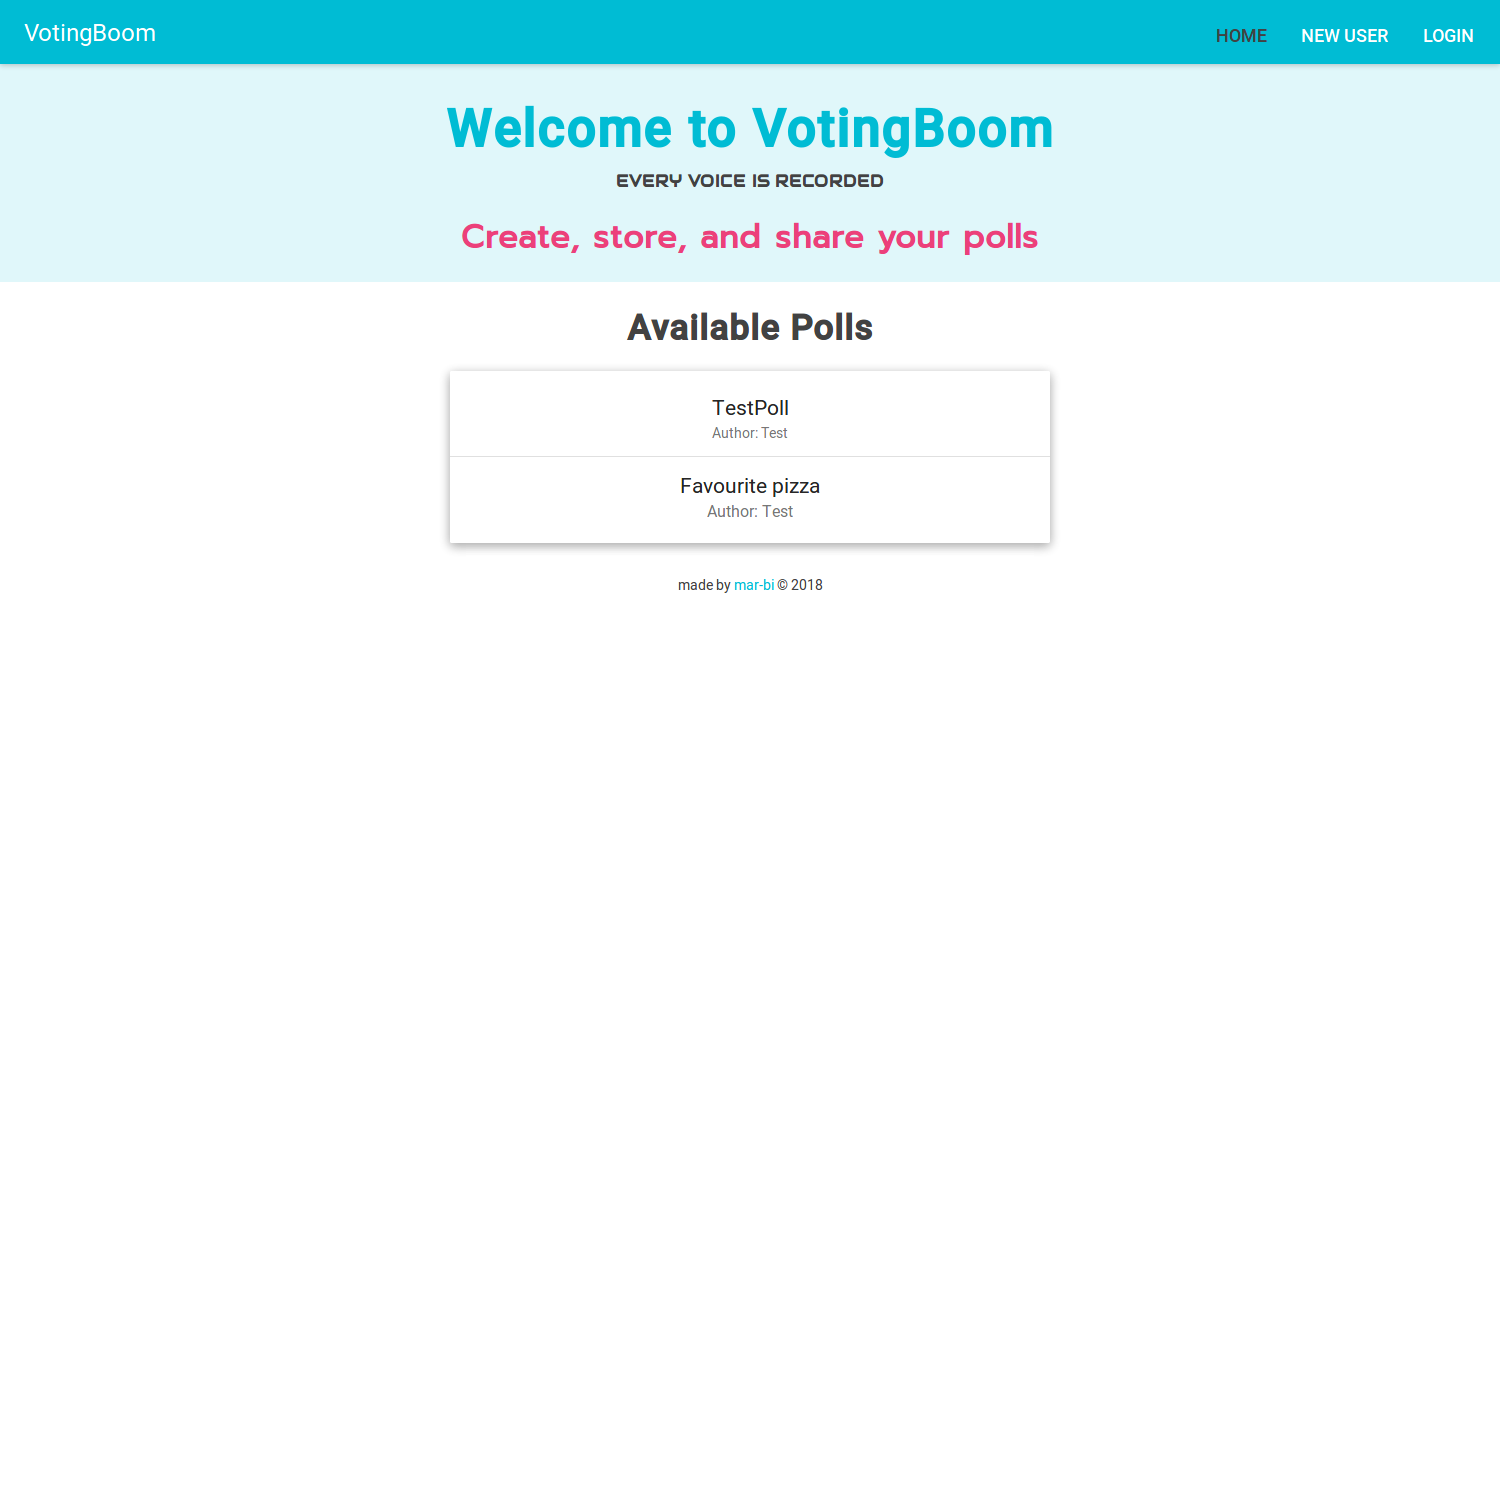 VotingBoom
HOME NEW USER LOGIN
Welcome to VotingBoom
EVERY VOICE IS RECORDED
Create, store, and share your polls
Available Polls
TestPoll
Author: Test
Favourite pizza
Author: Test
made by mar-bi © 2018